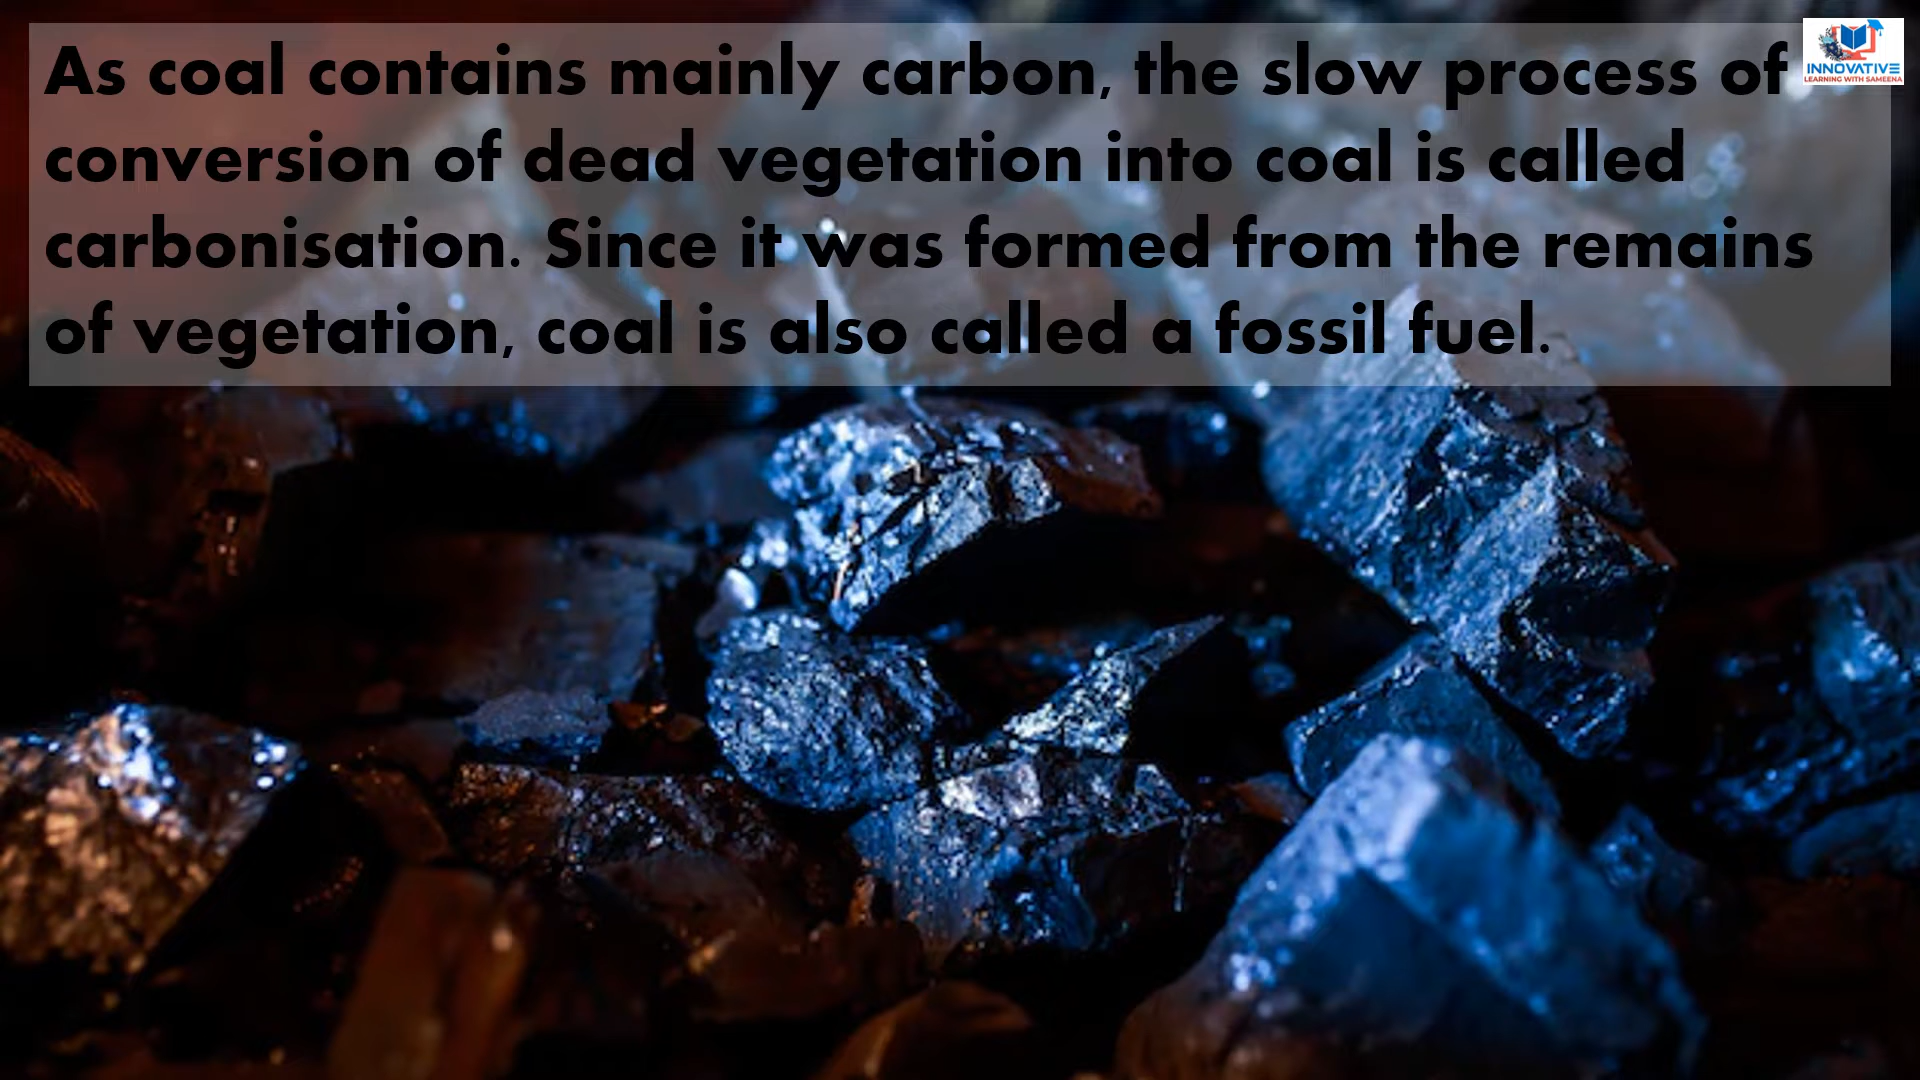 As coal contains mainly carbon, the slow process of
conversion of dead vegetation into coal is called
carbonisation. Since it was formed from the remains
of vegetation, coal is also called a fossil fuel.
INNOVATIVE
LEARNING WITH SAMEENA